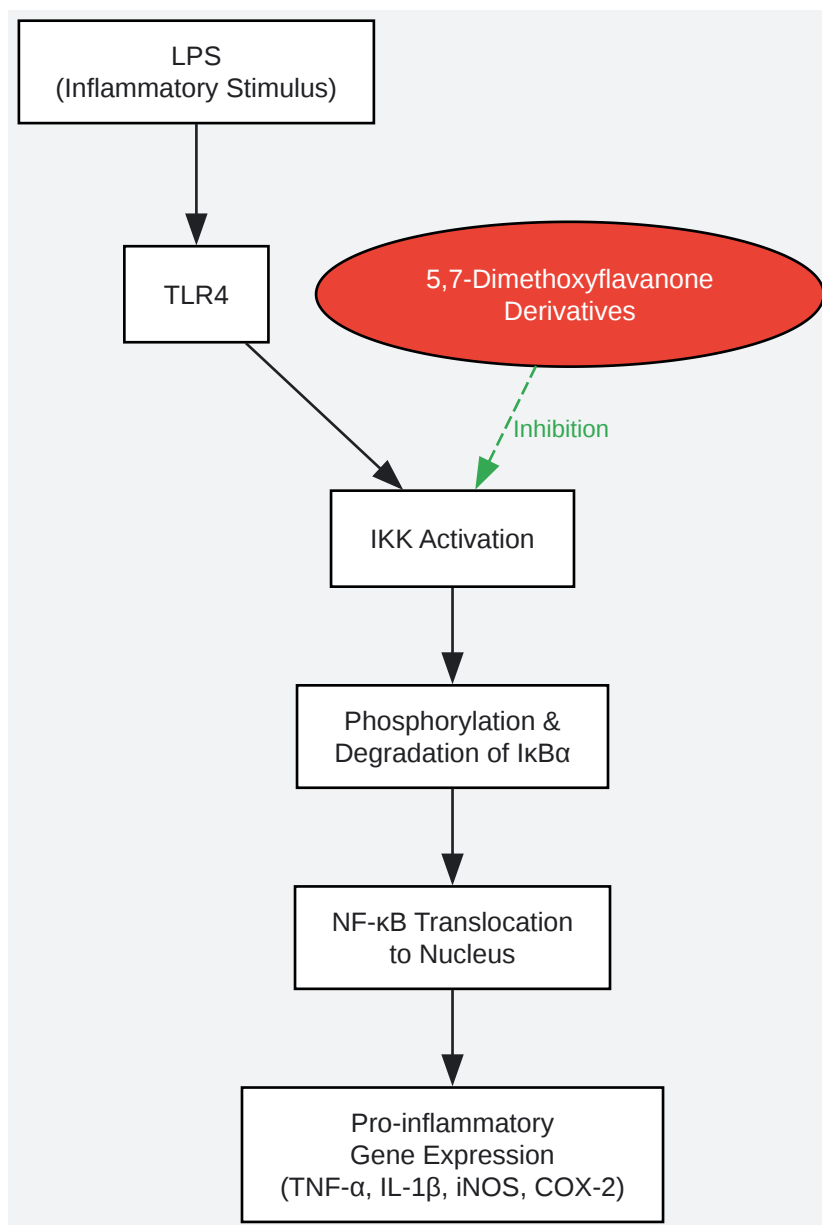 LPS
(Inflammatory Stimulus)
TLR4
5,7-Dimethoxyflavanone
Derivatives
Inhibition
IKK Activation
Phosphorylation &
Degradation of IκBα
NF-κB Translocation
to Nucleus
Pro-inflammatory
Gene Expression
(TNF-α, IL-1β, iNOS, COX-2)